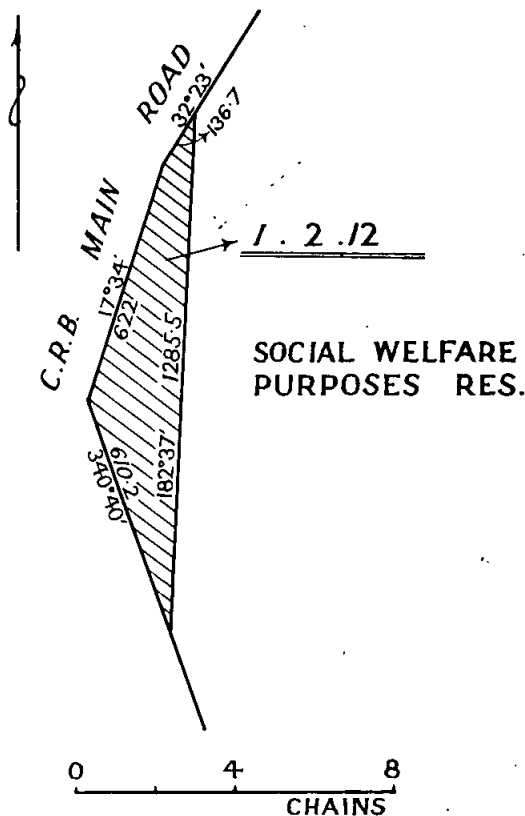 C.R.B. MAIN ROAD
32°23'
136·7
1 . 2 . 12
17°34'
622
1285·5
182°37'
SOCIAL WELFARE
PURPOSES RES.
610·2
340°40'
0 4 8
CHAINS